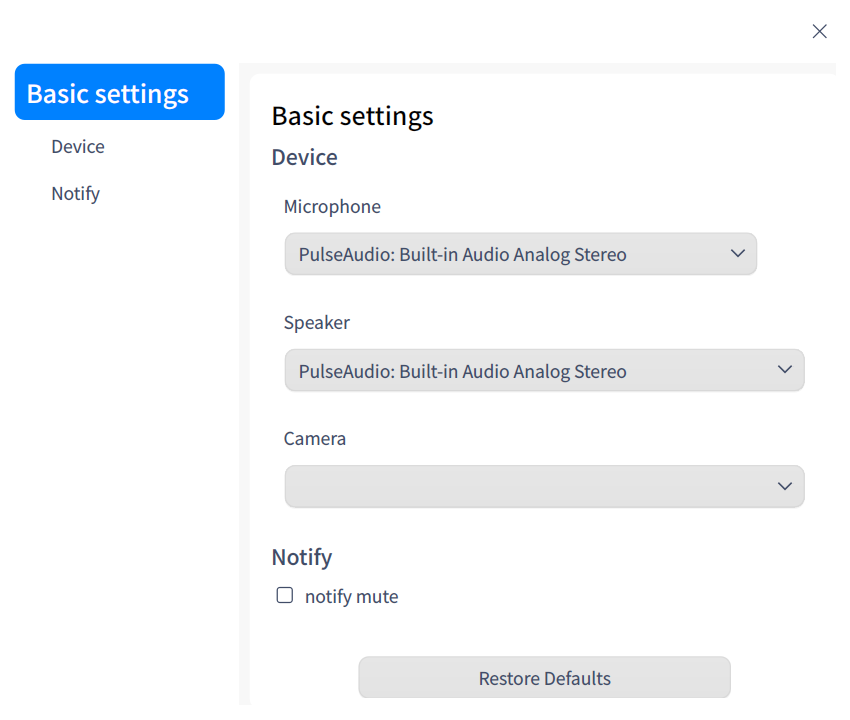 Basic settings
Device
Notify
Basic settings
Device
Microphone
PulseAudio: Built-in Audio Analog Stereo
Speaker
PulseAudio: Built-in Audio Analog Stereo
Camera
Notify
notify mute
Restore Defaults